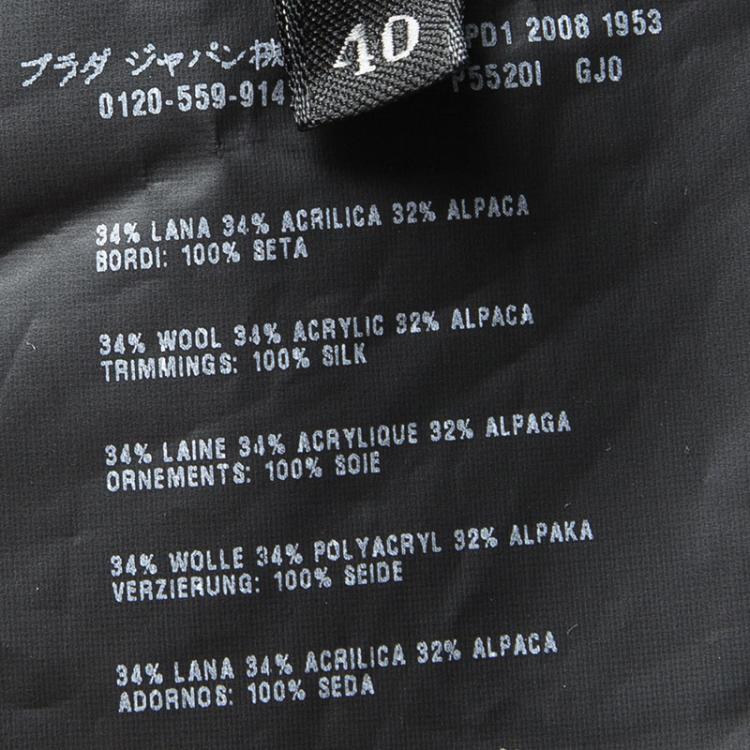 プラダ ジャパン株
0120-559-914
40
PD1 2008 1953
P5520I GJ0
34% LANA 34% ACRILICA 32% ALPACA
BORDI: 100% SETA
34% WOOL 34% ACRYLIC 32% ALPACA
TRIMMINGS: 100% SILK
34% LAINE 34% ACRYLIQUE 32% ALPAGA
ORNEMENTS: 100% SOIE
34% WOLLE 34% POLYACRYL 32% ALPAKA
VERZIERUNG: 100% SEIDE
34% LANA 34% ACRILICA 32% ALPACA
ADORNOS: 100% SEDA